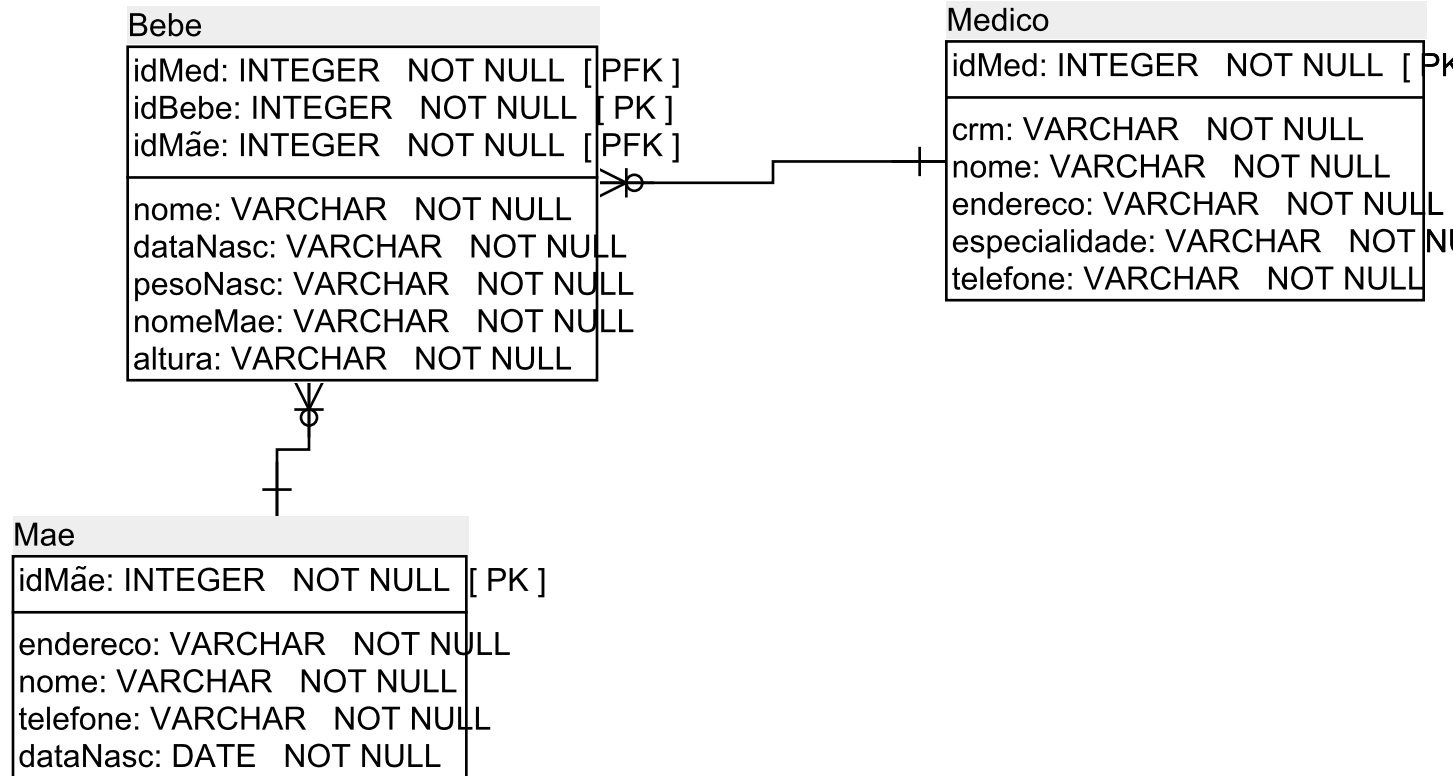 Bebe
idMed: INTEGER NOT NULL [ PFK ]
idBebe: INTEGER NOT NULL [ PK ]
idMãe: INTEGER NOT NULL [ PFK ]
nome: VARCHAR NOT NULL
dataNasc: VARCHAR NOT NULL
pesoNasc: VARCHAR NOT NULL
nomeMae: VARCHAR NOT NULL
altura: VARCHAR NOT NULL
Medico
idMed: INTEGER NOT NULL [ PK
crm: VARCHAR NOT NULL
nome: VARCHAR NOT NULL
endereco: VARCHAR NOT NULL
especialidade: VARCHAR NOT NU
telefone: VARCHAR NOT NULL
Mae
idMãe: INTEGER NOT NULL [ PK ]
endereco: VARCHAR NOT NULL
nome: VARCHAR NOT NULL
telefone: VARCHAR NOT NULL
dataNasc: DATE NOT NULL